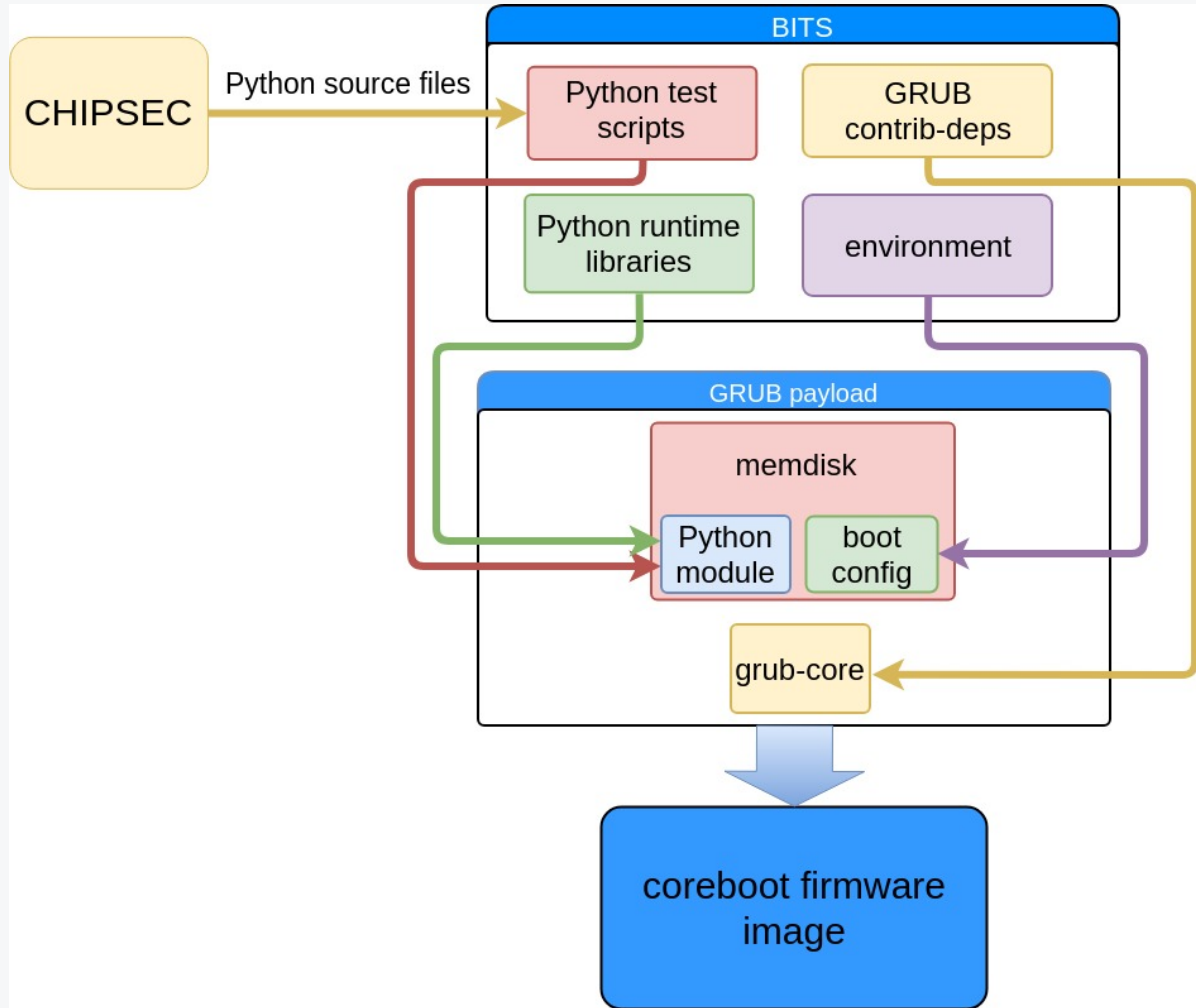 BITS
CHIPSEC
Python source files
Python test
scripts
GRUB
contrib-deps
Python runtime
libraries
environment
GRUB payload
memdisk
Python
module
boot
config
grub-core
coreboot firmware
image